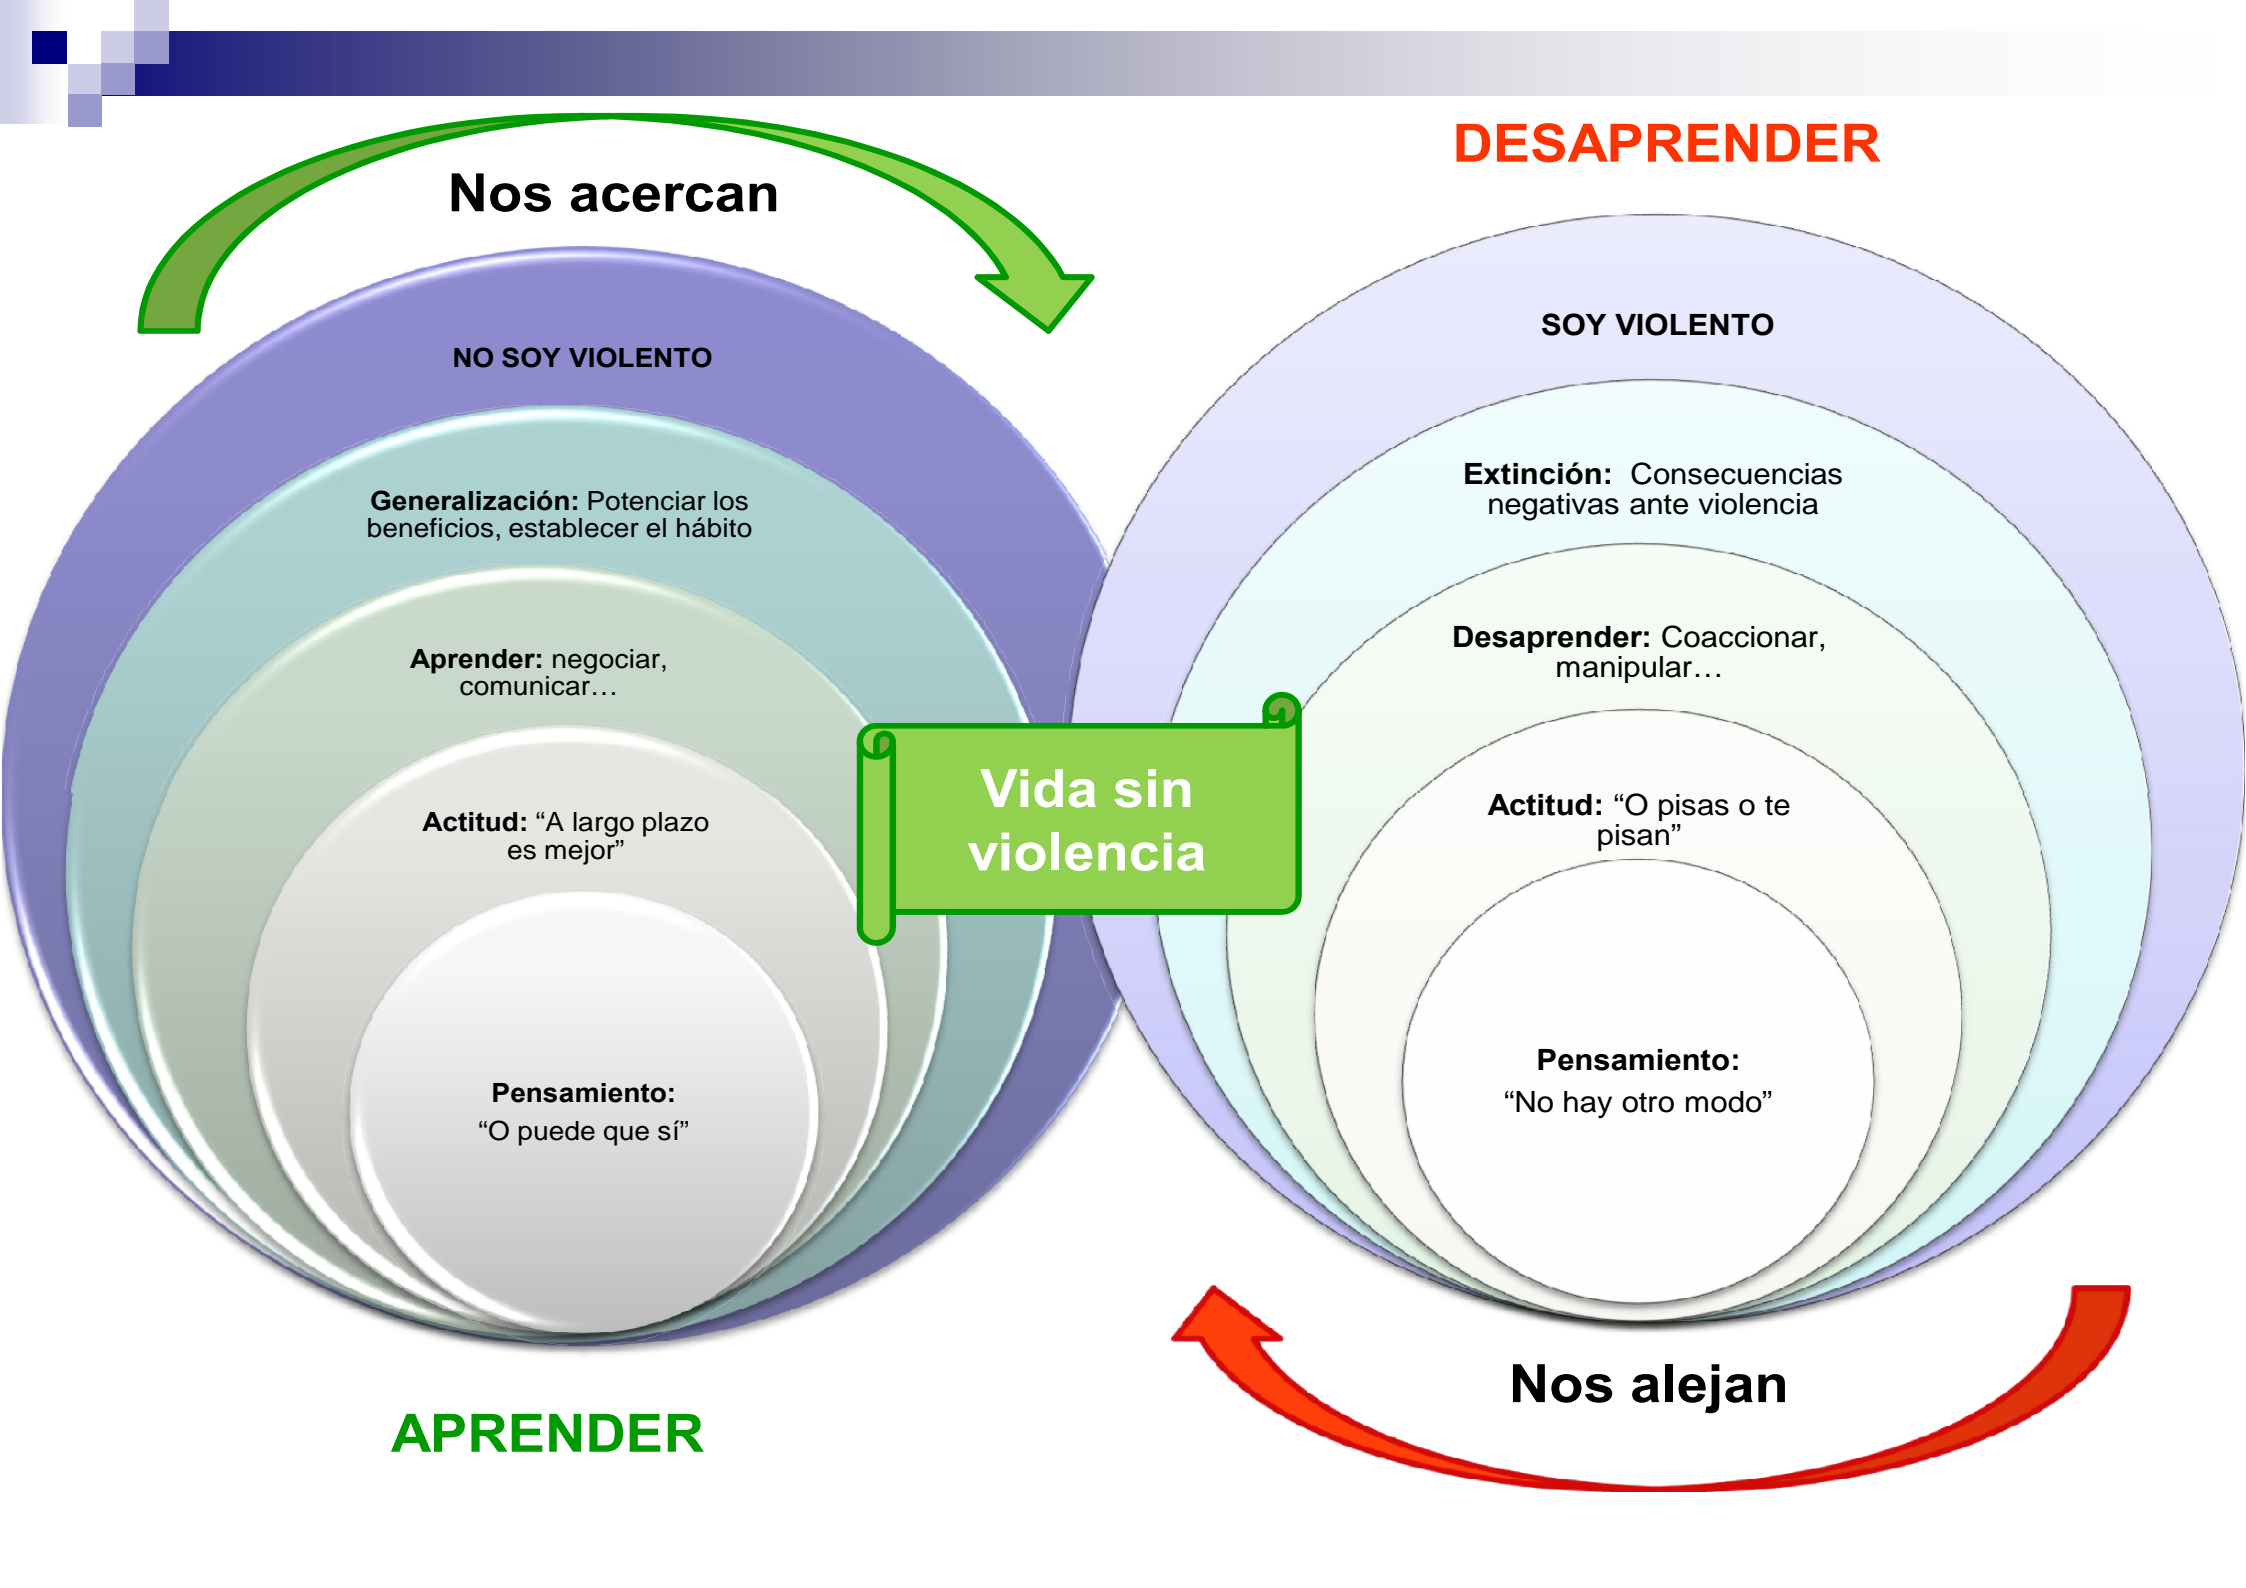 Nos acercan
NO SOY VIOLENTO
Generalización: Potenciar los
beneficios, establecer el hábito
Aprender: negociar,
comunicar…
Actitud: “A largo plazo
es mejor”
Pensamiento:
“O puede que sí”
APRENDER
Vida sin
violencia
DESAPRENDER
SOY VIOLENTO
Extinción: Consecuencias
negativas ante violencia
Desaprender: Coaccionar,
manipular…
Actitud: “O pisas o te
pisan”
Pensamiento:
“No hay otro modo”
Nos alejan